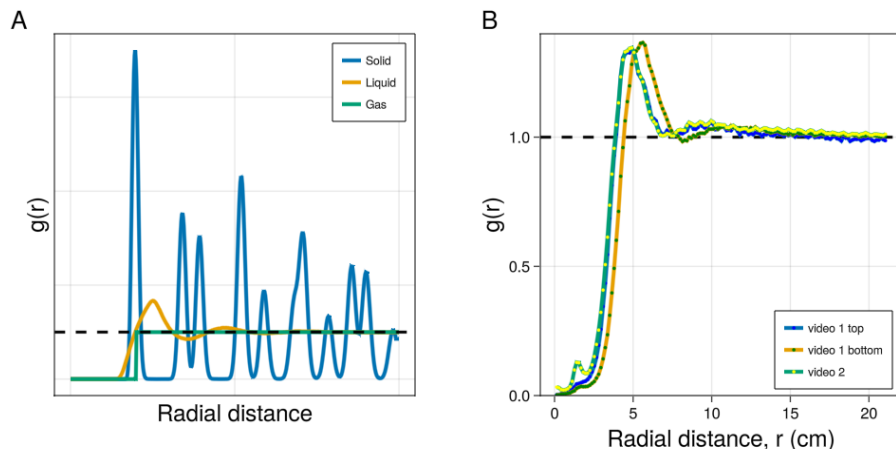 A
g(r)
Solid
Liquid
Gas
Radial distance
B
g(r)
1.0
0.5
0.0
0
5
10
15
20
video 1 top
video 1 bottom
video 2
Radial distance, r (cm)